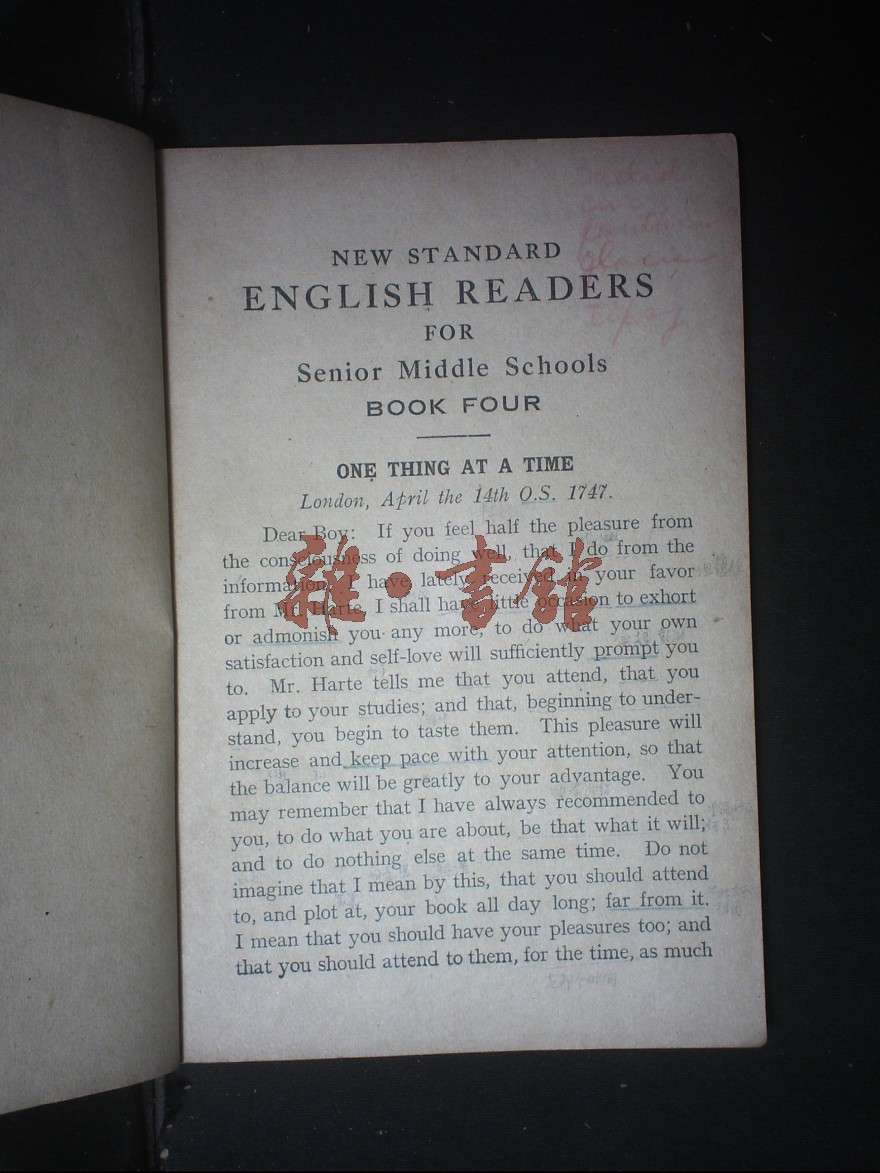 NEW STANDARD
ENGLISH READERS
FOR
Senior Middle Schools
BOOK FOUR
ONE THING AT A TIME
London, April the 14th O.S. 1747.
Dear Boy: If you feel half the pleasure from
the consciousness of doing well, that I do from the
information I have lately received in your favor
from Mr. Harte, I shall have little occasion to exhort
or admonish you any more, to do what your own
satisfaction and self-love will sufficiently prompt you
to. Mr. Harte tells me that you attend, that you
apply to your studies; and that, beginning to under-
stand, you begin to taste them. This pleasure will
increase and keep pace with your attention, so that
the balance will be greatly to your advantage. You
may remember that I have always recommended to
you, to do what you are about, be that what it will;
and to do nothing else at the same time. Do not
imagine that I mean by this, that you should attend
to, and plot at, your book all day long; far from it.
I mean that you should have your pleasures too; and
that you should attend to them, for the time, as much
雜·書館